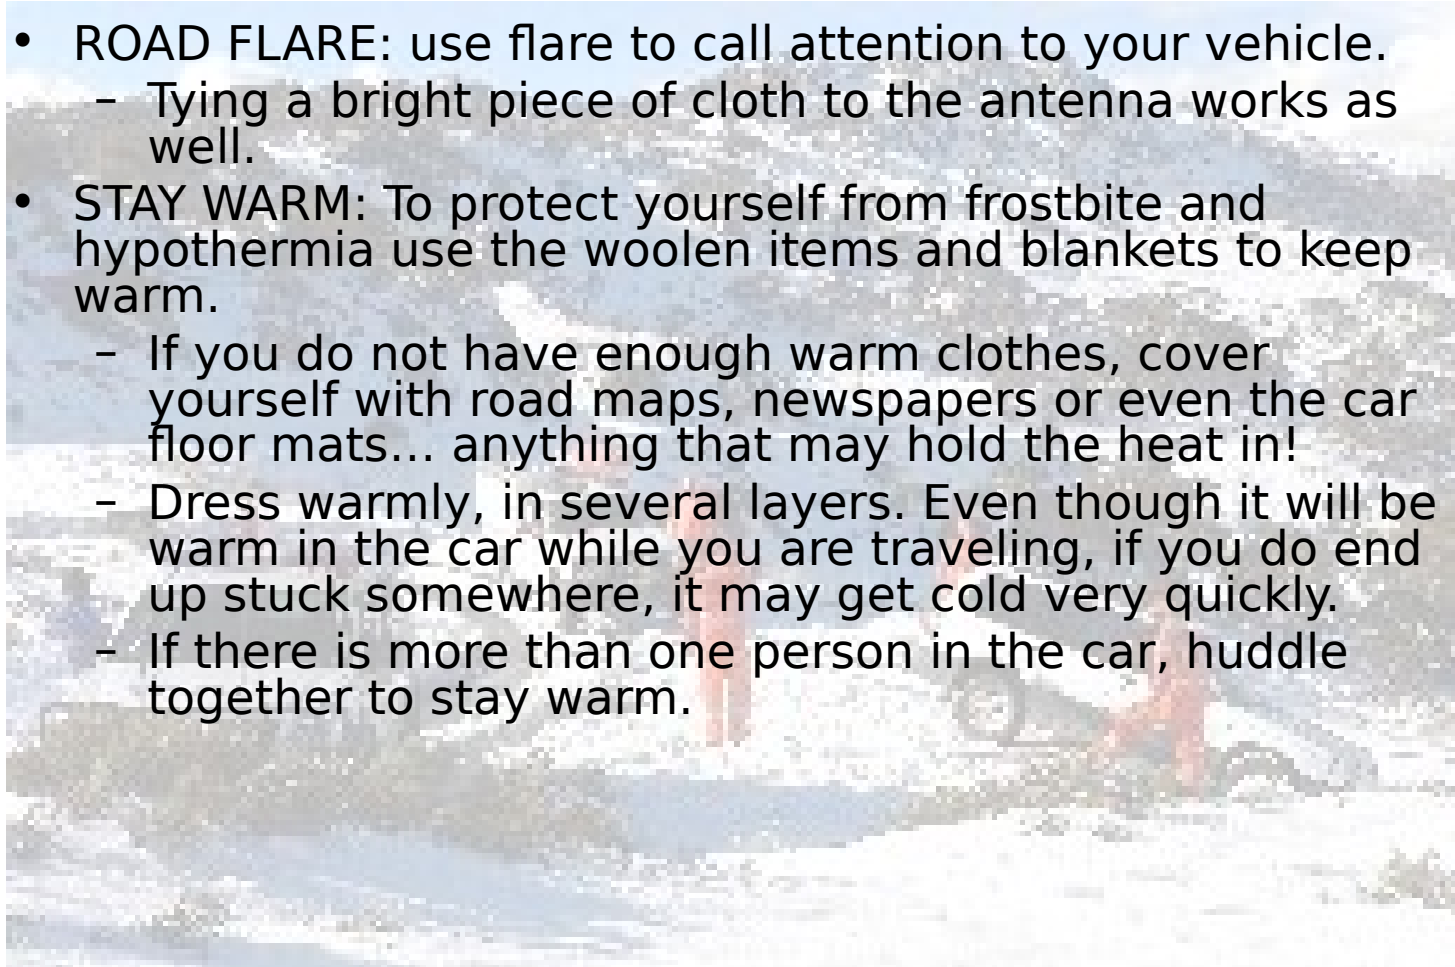 • ROAD FLARE: use flare to call attention to your vehicle.
– Tying a bright piece of cloth to the antenna works as
well.
• STAY WARM: To protect yourself from frostbite and
hypothermia use the woolen items and blankets to keep
warm.
– If you do not have enough warm clothes, cover
yourself with road maps, newspapers or even the car
floor mats... anything that may hold the heat in!
– Dress warmly, in several layers. Even though it will be
warm in the car while you are traveling, if you do end
up stuck somewhere, it may get cold very quickly.
– If there is more than one person in the car, huddle
together to stay warm.